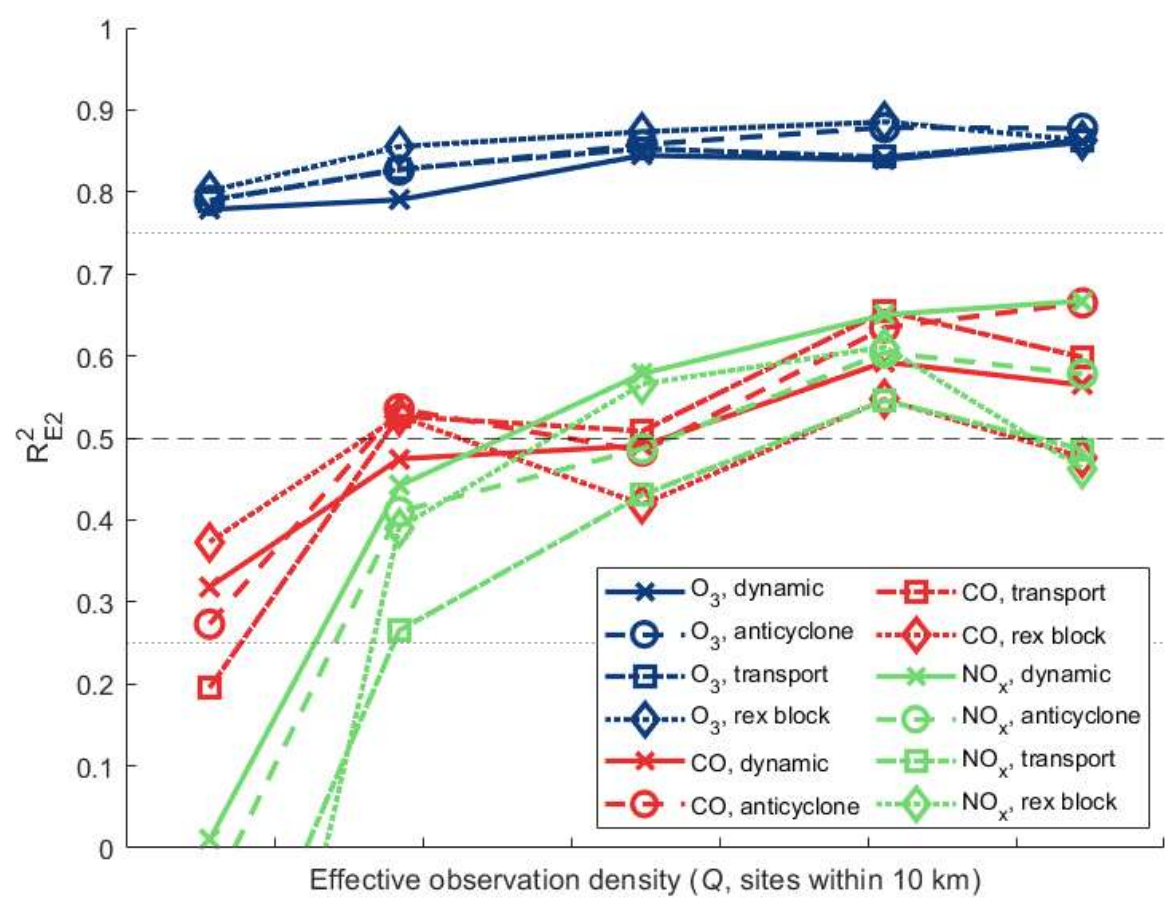 1
0.9
0.8
0.7
0.6
0.5
0.4
0.3
0.2
0.1
0
R²E2
O3, dynamic
O3, anticyclone
O3, transport
O3, rex block
CO, dynamic
CO, anticyclone
CO, transport
CO, rex block
NOx, dynamic
NOx, anticyclone
NOx, transport
NOx, rex block
Effective observation density (Q, sites within 10 km)